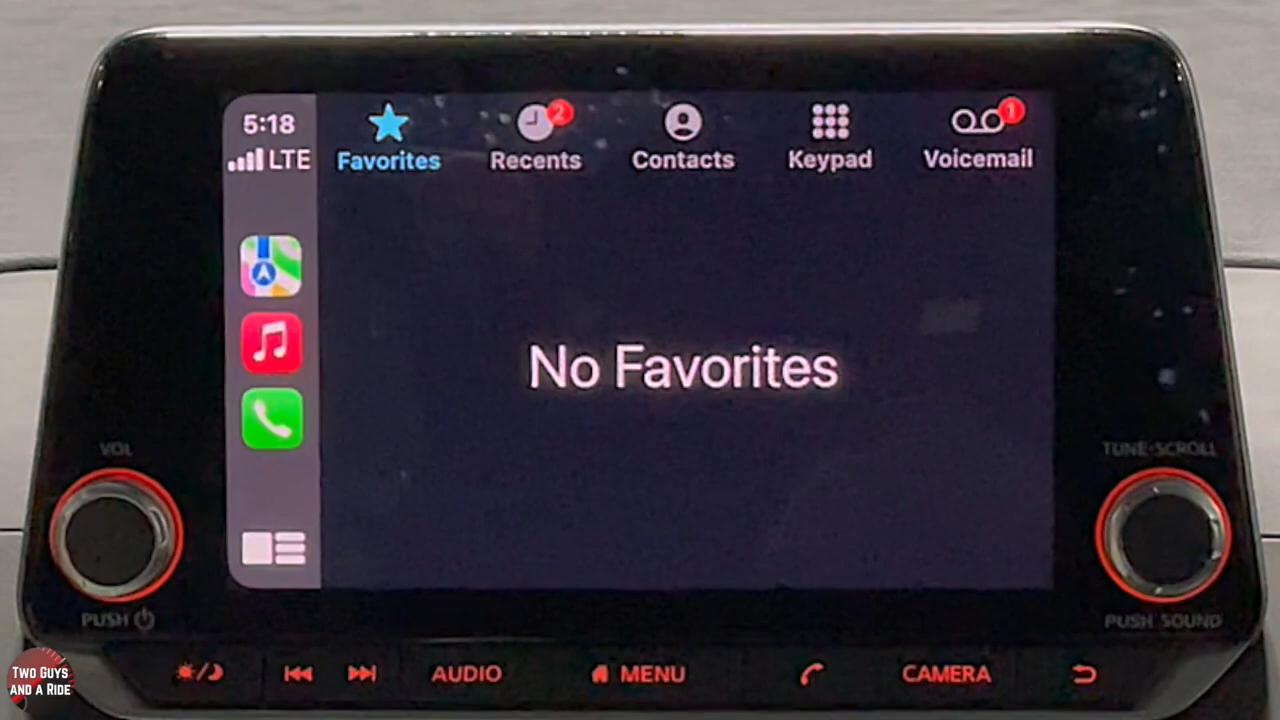 5:18
LTE
Favorites
2
Recents
Contacts
Keypad
1
Voicemail
No Favorites
VOL
TUNE·SCROLL
PUSH
PUSH SOUND
AUDIO
MENU
CAMERA
TWO GUYS
AND A RIDE